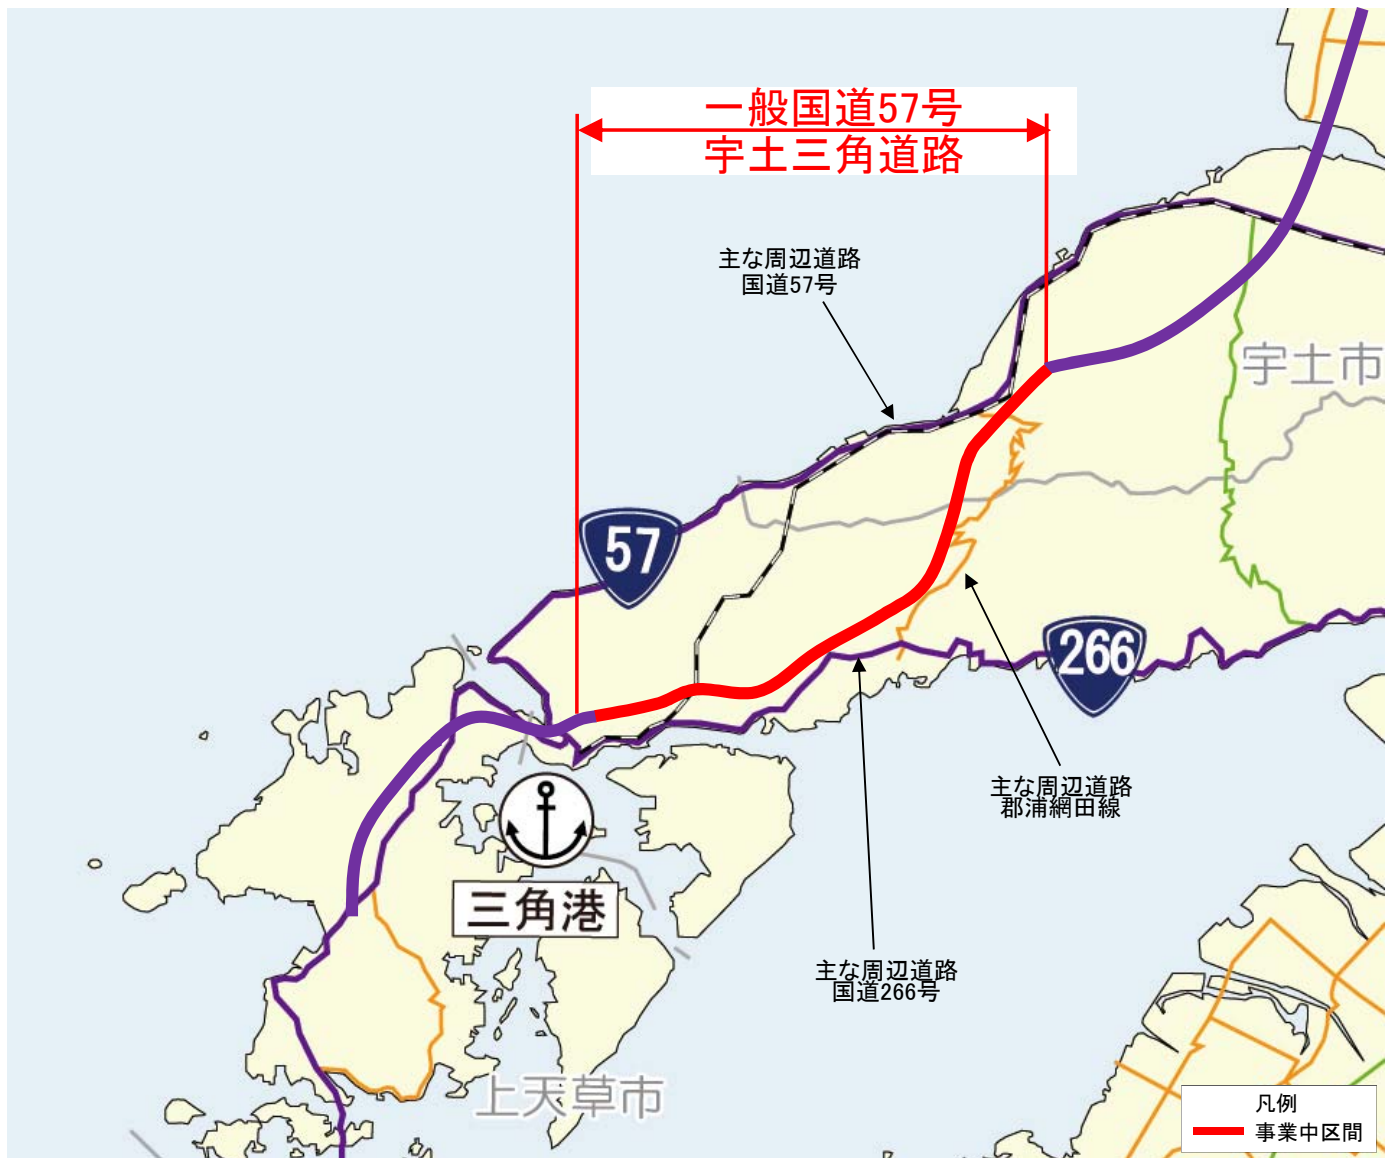 一般国道57号
宇土三角道路
主な周辺道路
国道57号
宇土市
57
266
主な周辺道路
郡浦網田線
三角港
主な周辺道路
国道266号
上天草市
凡例
事業中区間